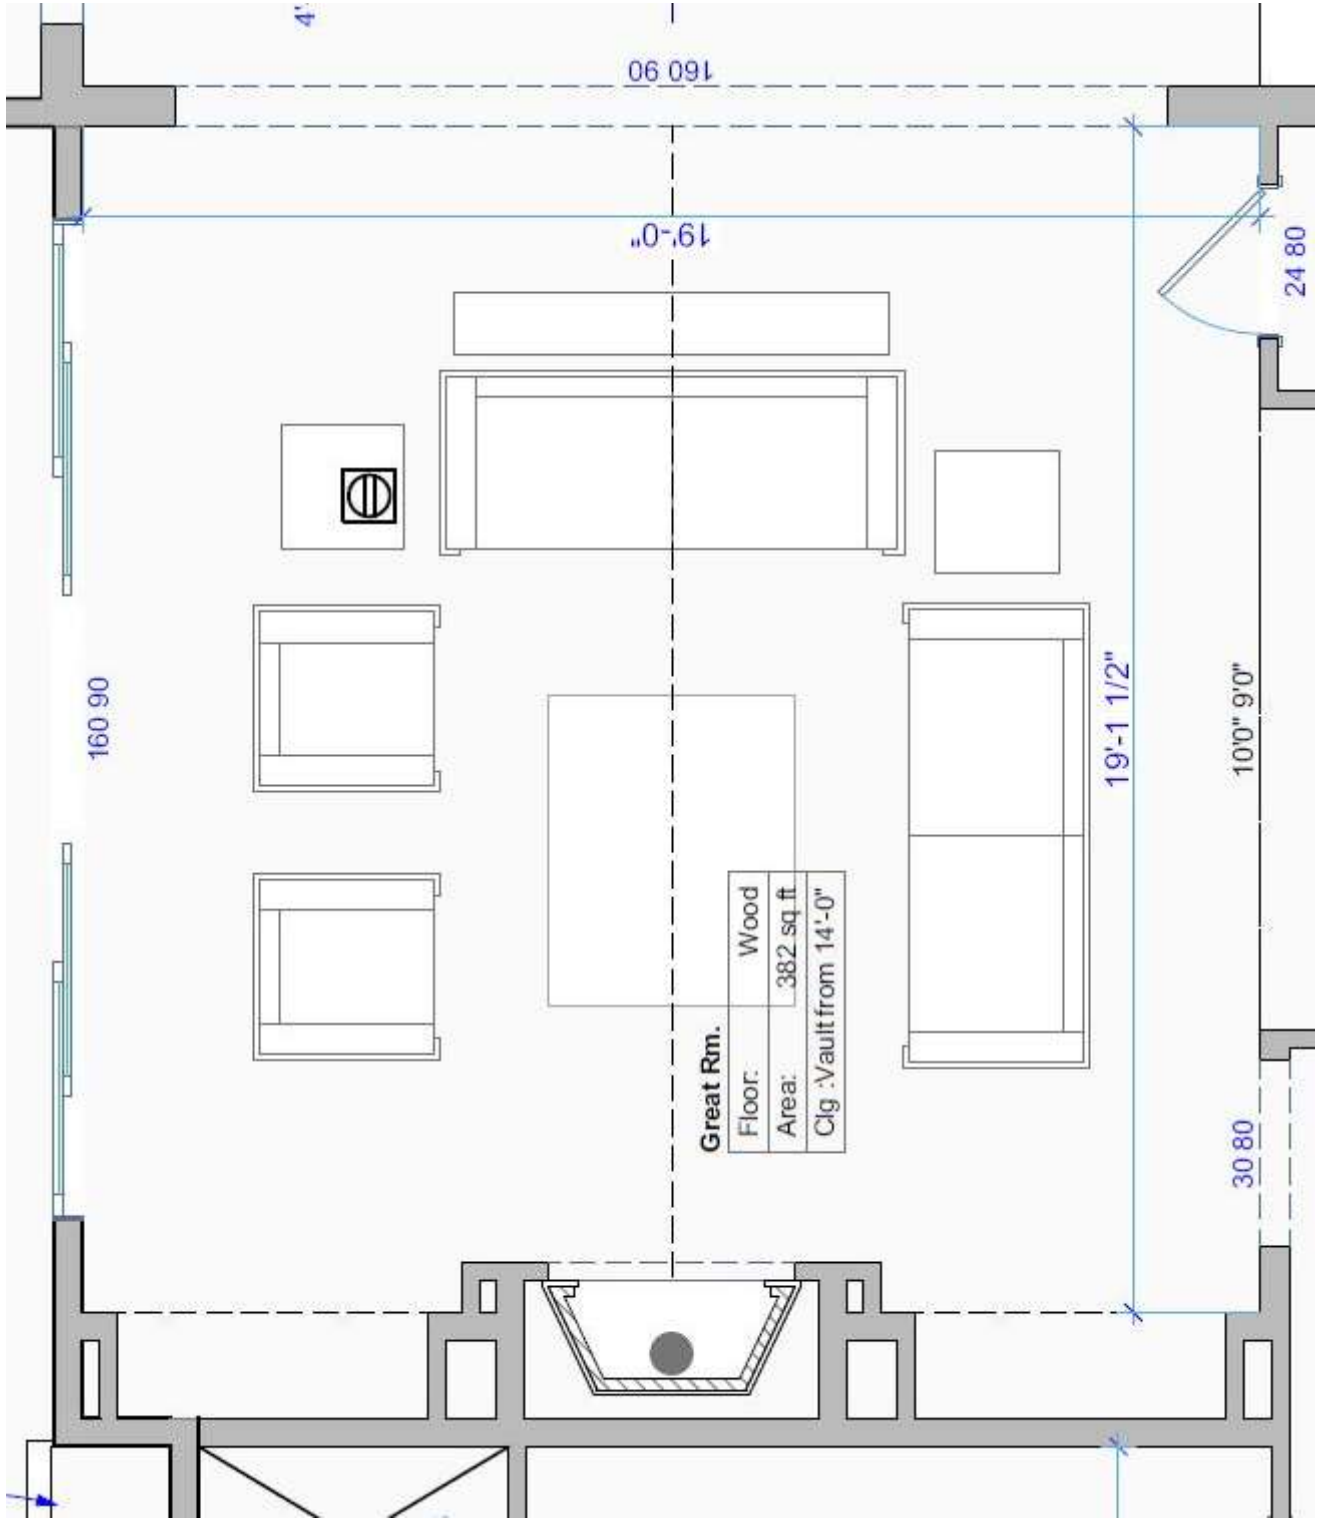 4'
160 90
19'-0"
24 80
160 90
19'-1 1/2"
10'0" 9'0"
Great Rm.
Floor: Wood
Area: 382 sq ft
Clg :Vault from 14'-0"
30 80